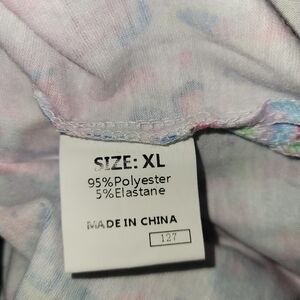 SIZE: XL
95%Polyester
5%Elastane
MADE IN CHINA
127